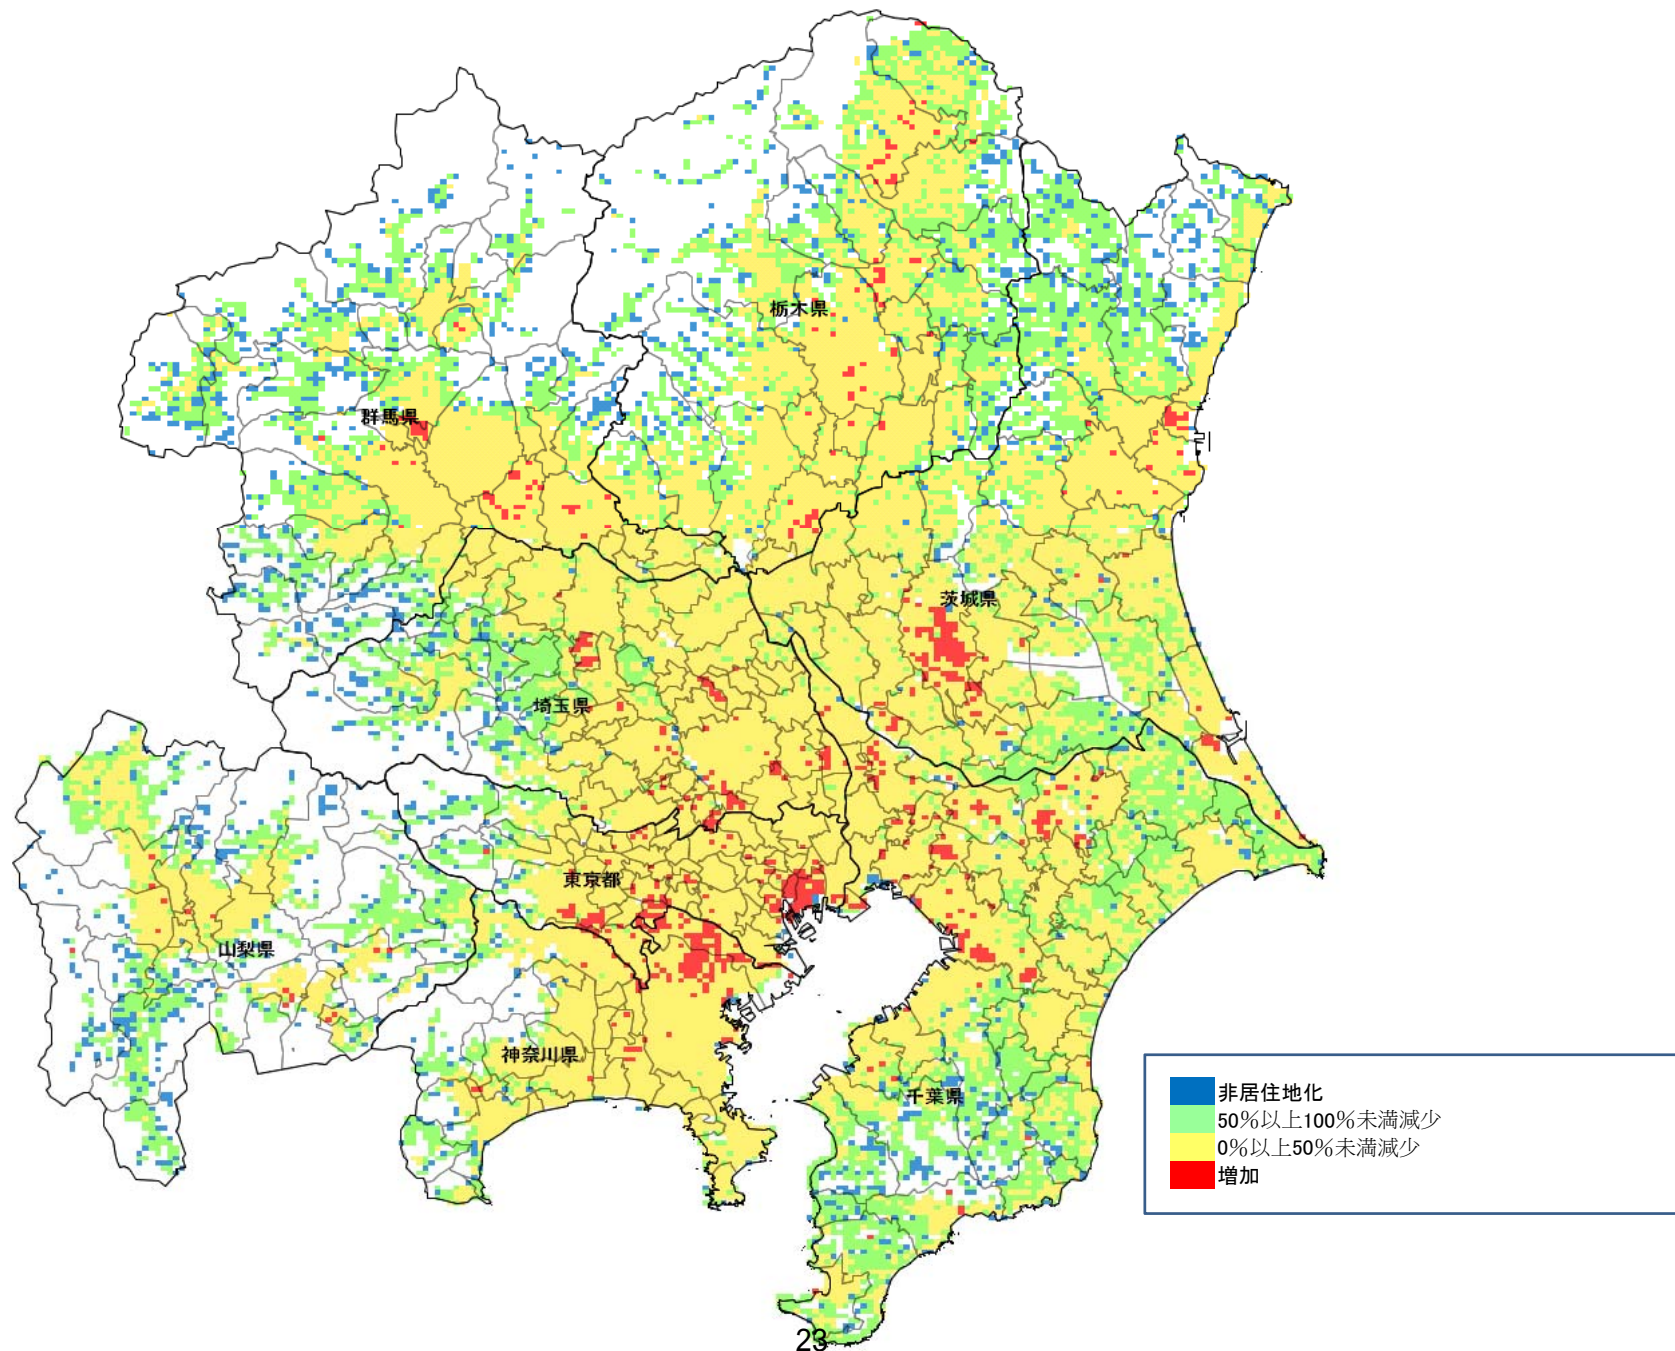 栃木県
群馬県
茨城県
埼玉県
東京都
山梨県
神奈川県
千葉県
非居住地化
50%以上100%未満減少
0%以上50%未満減少
増加
23